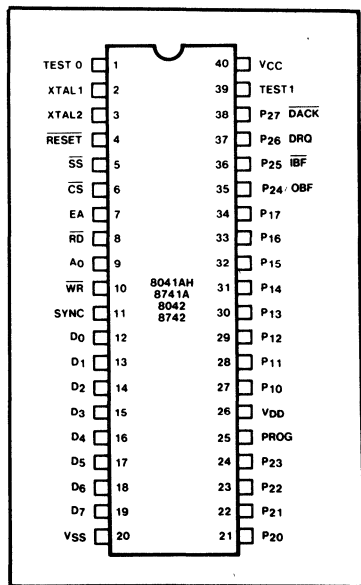 TEST 0 1 40 VCC
XTAL1 2 39 TEST 1
XTAL2 3 38 P27 DACK
RESET 4 37 P26 DRQ
SS 5 36 P25 IBF
CS 6 35 P24 OBF
EA 7 34 P17
RD 8 33 P16
A0 9 32 P15
WR 10 31 P14
SYNC 11 30 P13
8041AH
8741A
8042
8742
D0 12 29 P12
D1 13 28 P11
D2 14 27 P10
D3 15 26 VDD
D4 16 25 PROG
D5 17 24 P23
D6 18 23 P22
D7 19 22 P21
VSS 20 21 P20